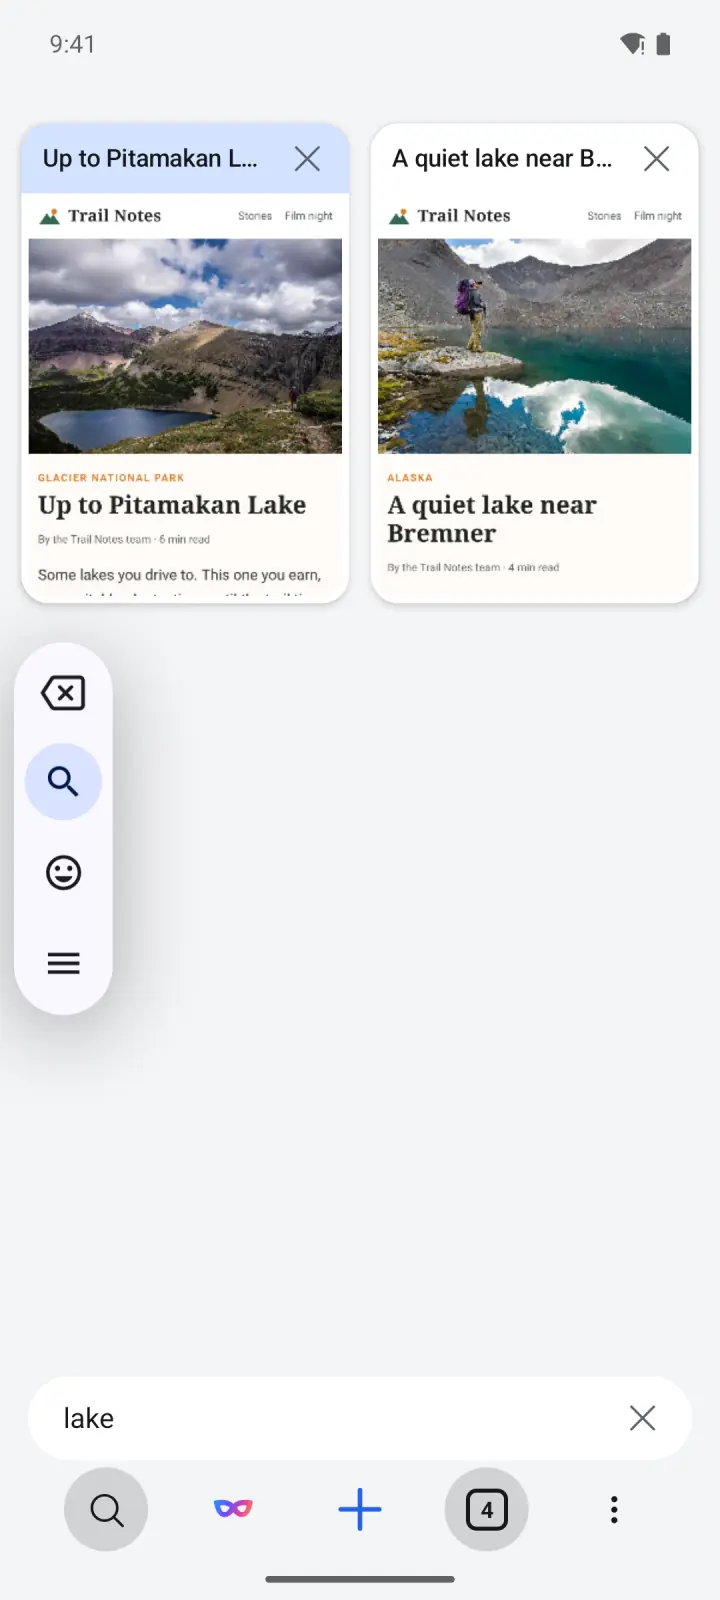 9:41
Up to Pitamakan L...
A quiet lake near B...
Trail Notes
Stories
Film night
GLACIER NATIONAL PARK
Up to Pitamakan Lake
By the Trail Notes team · 6 min read
Some lakes you drive to. This one you earn,
Trail Notes
Stories
Film night
ALASKA
A quiet lake near
Bremner
By the Trail Notes team · 4 min read
lake
4